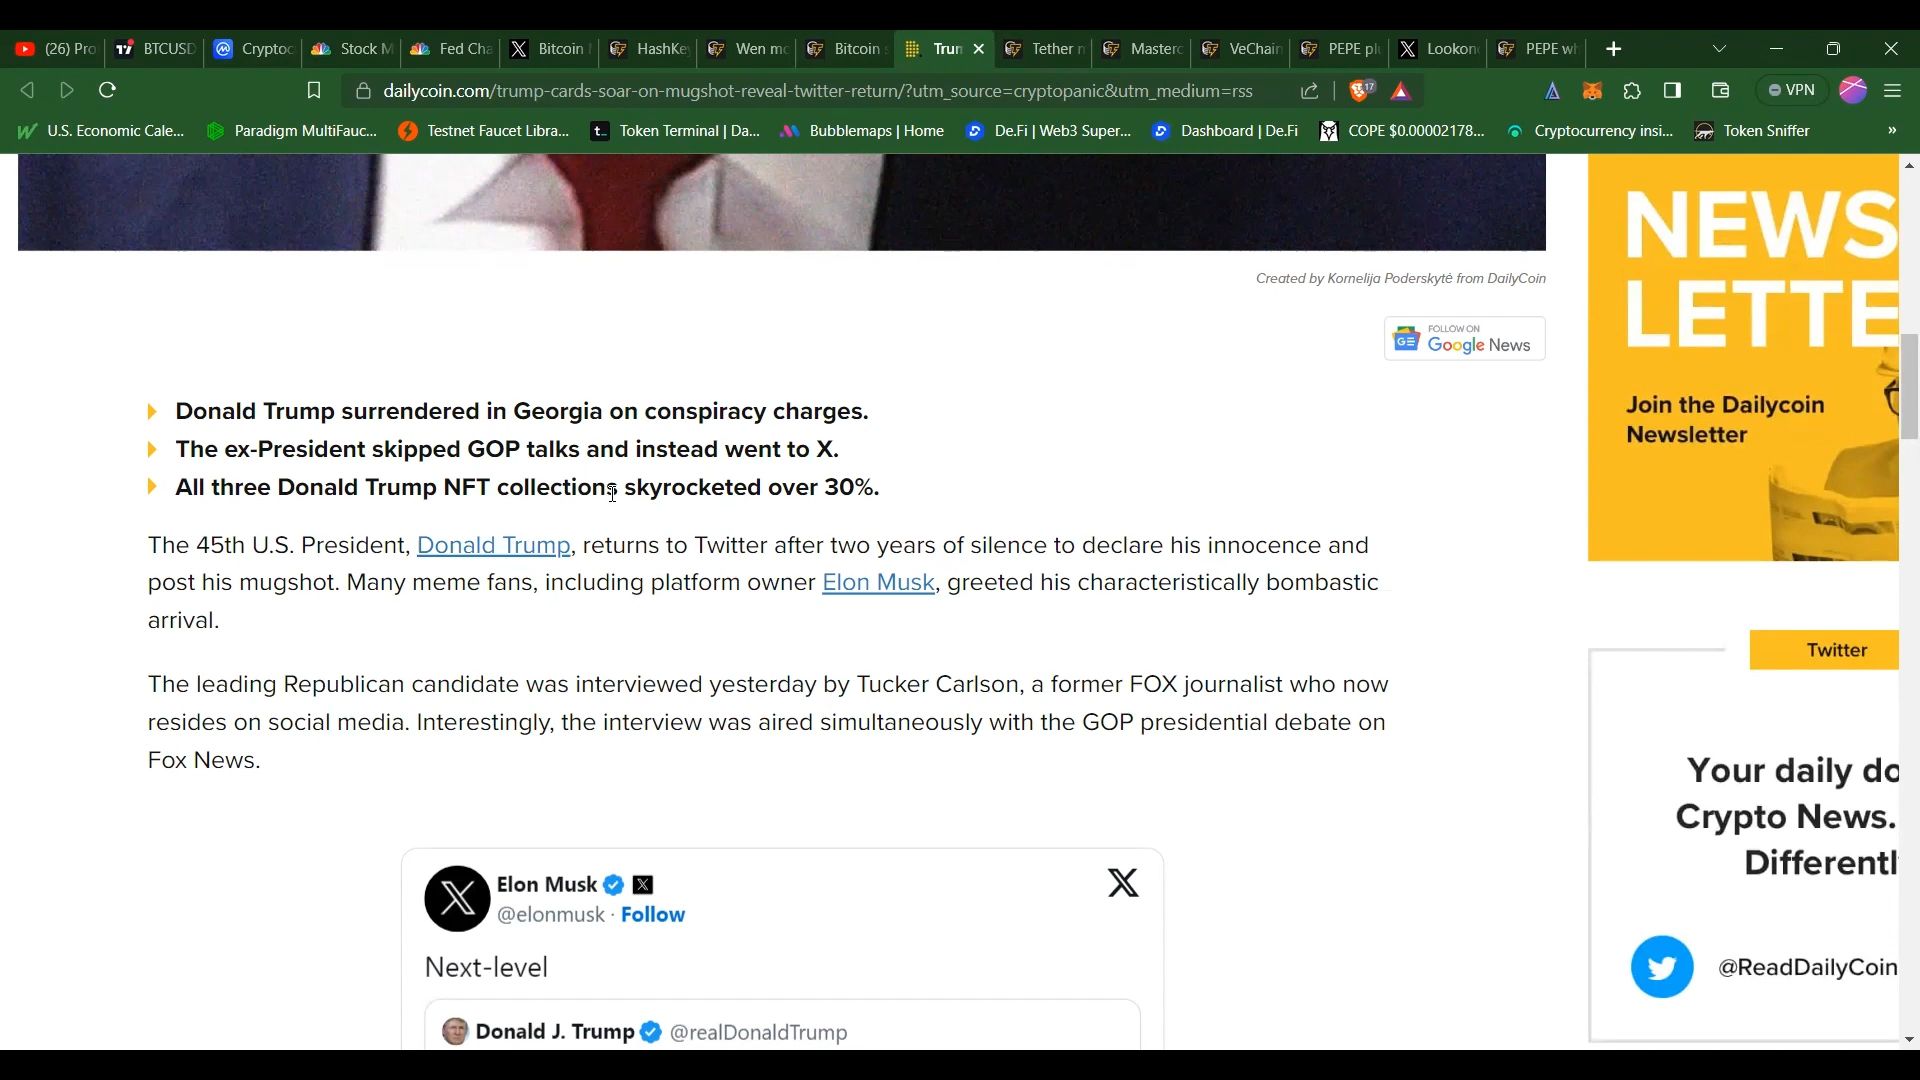 (26) Pro
BTCUSD
Cryptoc
Stock M
Fed Cha
Bitcoin
HashKey
Wen mo
Bitcoin s
Trum
Tether m
Masterc
VeChain
PEPE pl
Lookon
PEPE wh
dailycoin.com/trump-cards-soar-on-mugshot-reveal-twitter-return/?utm_source=cryptopanic&utm_medium=rss
17
VPN
U.S. Economic Cale...
Paradigm MultiFauc...
Testnet Faucet Libra...
Token Terminal | Da...
Bubblemaps | Home
De.Fi | Web3 Super...
Dashboard | De.Fi
COPE $0.00002178...
Cryptocurrency insi...
Token Sniffer
»
Created by Kornelija Poderskytė from DailyCoin
FOLLOW ON
Google News
Donald Trump surrendered in Georgia on conspiracy charges.
The ex-President skipped GOP talks and instead went to X.
All three Donald Trump NFT collections skyrocketed over 30%.
The 45th U.S. President, Donald Trump, returns to Twitter after two years of silence to declare his innocence and
post his mugshot. Many meme fans, including platform owner Elon Musk, greeted his characteristically bombastic
arrival.
The leading Republican candidate was interviewed yesterday by Tucker Carlson, a former FOX journalist who now
resides on social media. Interestingly, the interview was aired simultaneously with the GOP presidential debate on
Fox News.
Elon Musk
@elonmusk · Follow
Next-level
Donald J. Trump @realDonaldTrump
NEWS
LETTE
Join the Dailycoin
Newsletter
Twitter
Your daily do
Crypto News.
Differentl
@ReadDailyCoin